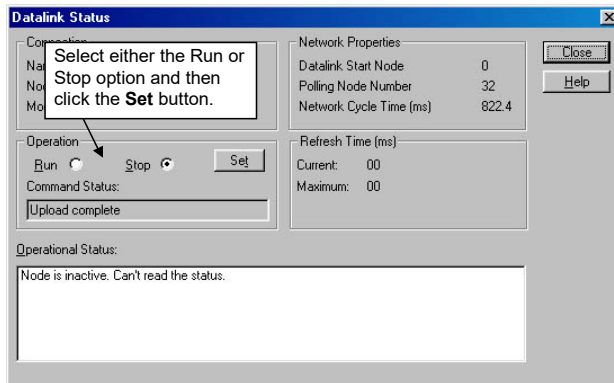 Datalink Status
Select either the Run or
Stop option and then
click the Set button.
Network Properties
Datalink Start Node 0
Polling Node Number 32
Network Cycle Time (ms) 822.4
Close
Help
Operation
Run Stop Set
Command Status:
Upload complete
Refresh Time (ms)
Current: 00
Maximum: 00
Operational Status:
Node is inactive. Can't read the status.